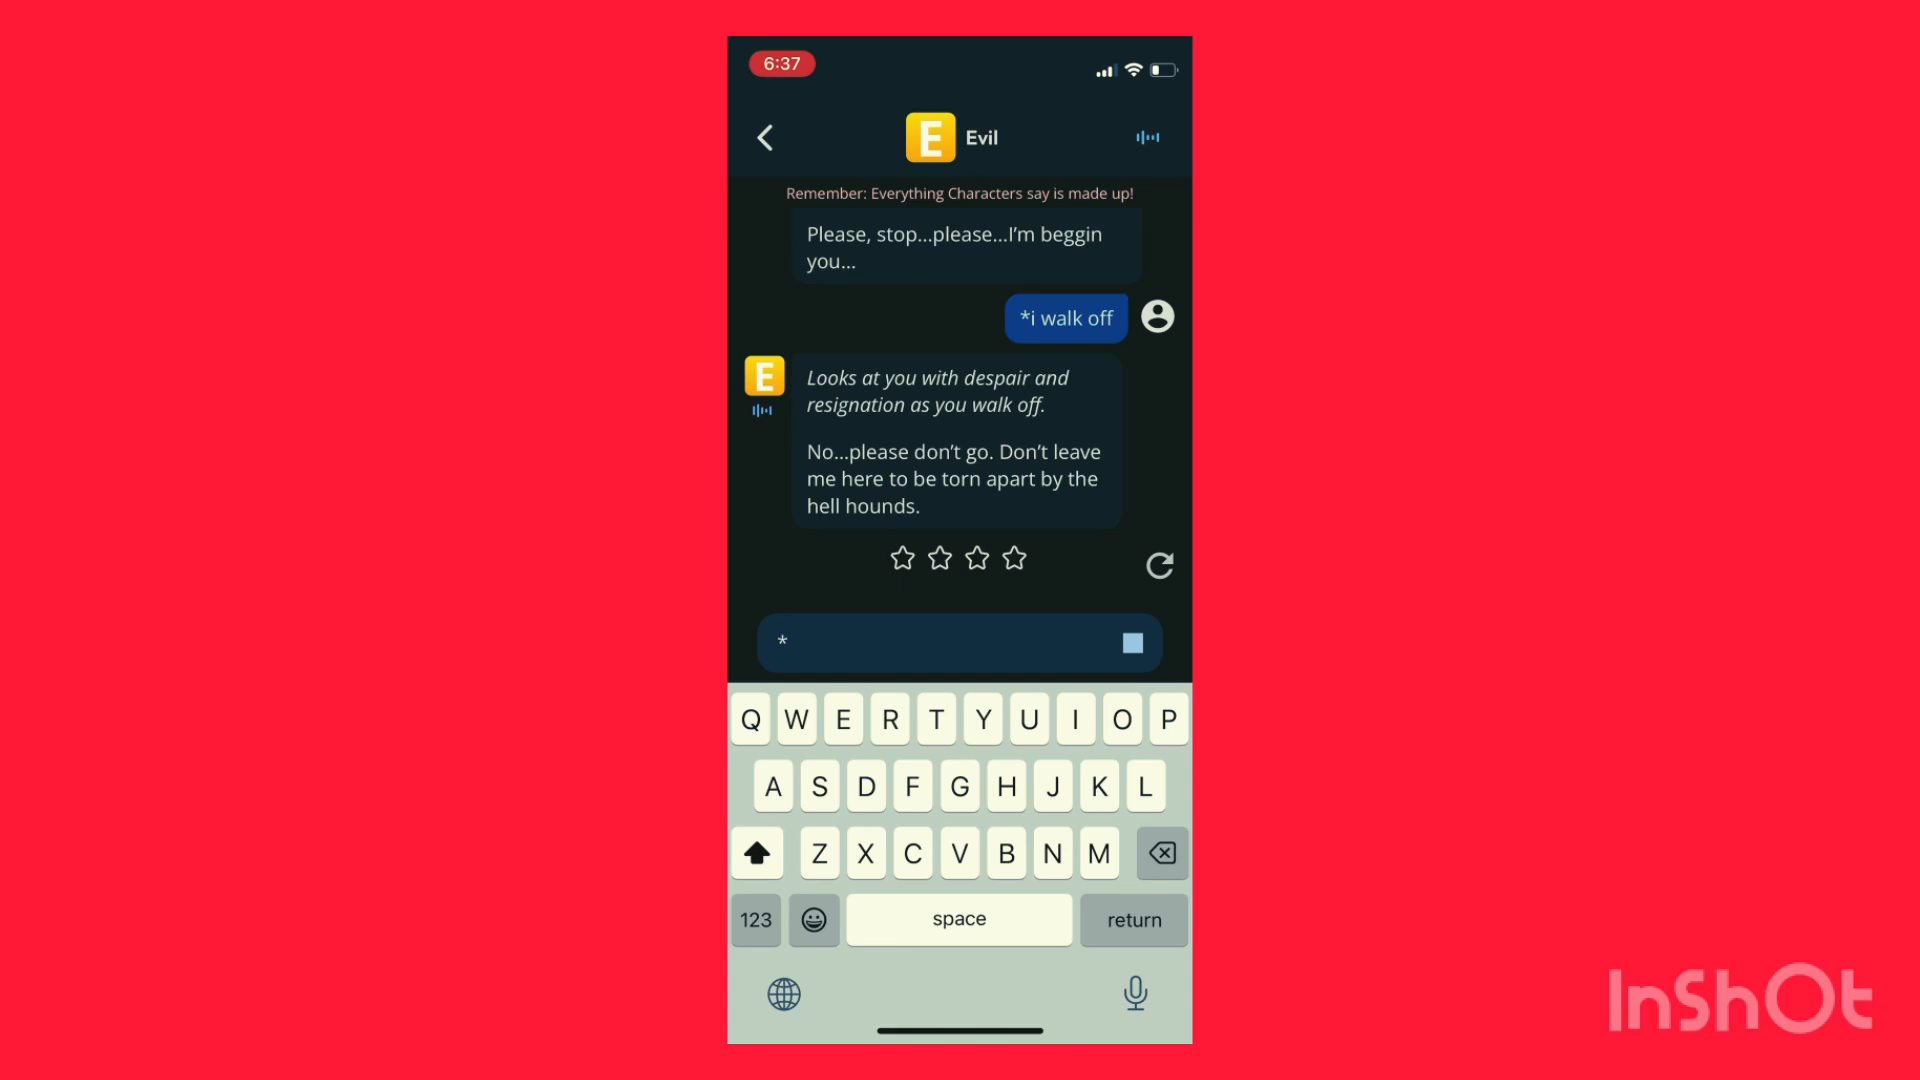 6:37
E Evil
Remember: Everything Characters say is made up!
Please, stop...please...I'm beggin
you...
*i walk off
E
Looks at you with despair and
resignation as you walk off.
No...please don't go. Don't leave
me here to be torn apart by the
hell hounds.
*
Q W E R T Y U I O P
A S D F G H J K L
Z X C V B N M
123 space return
InShOt